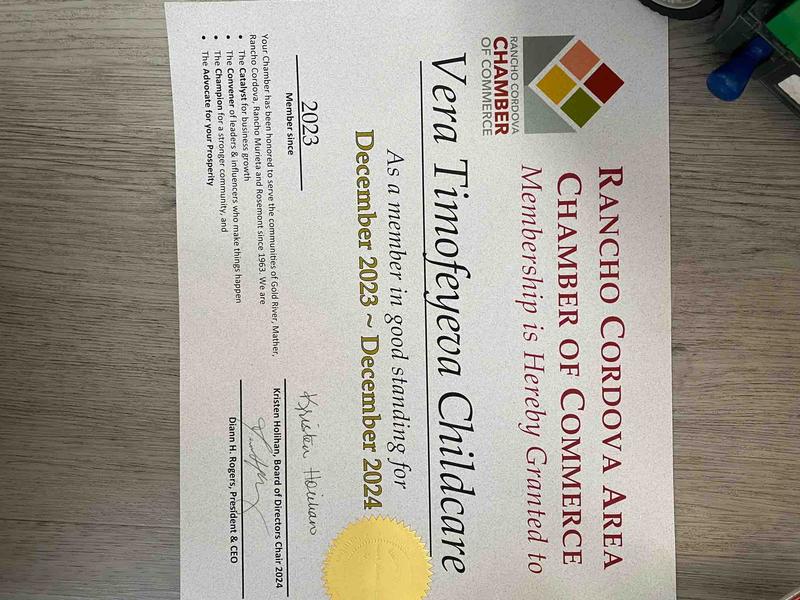 RANCHO CORDOVA
CHAMBER
OF COMMERCE
RANCHO CORDOVA AREA
CHAMBER OF COMMERCE
Membership is Hereby Granted to
Vera Timofeyeva Childcare
As a member in good standing for
December 2023 ~ December 2024
2023
Member since
Your Chamber has been honored to serve the communities of Gold River, Mather,
Rancho Cordova, Rancho Murieta and Rosemont since 1963. We are
• The Catalyst for business growth
• The Convener of leaders & influencers who make things happen
• The Champion for a stronger community, and
• The Advocate for your Prosperity
Kristen Holihan
Kristen Holihan, Board of Directors Chair 2024
Diann H. Rogers, President & CEO